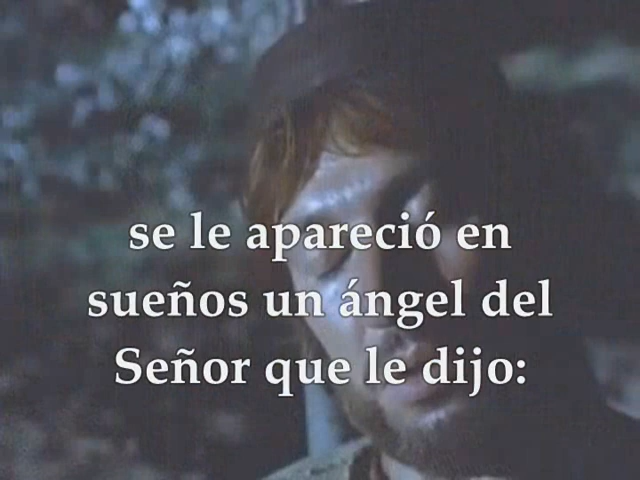 se le apareció en
sueños un ángel del
Señor que le dijo: